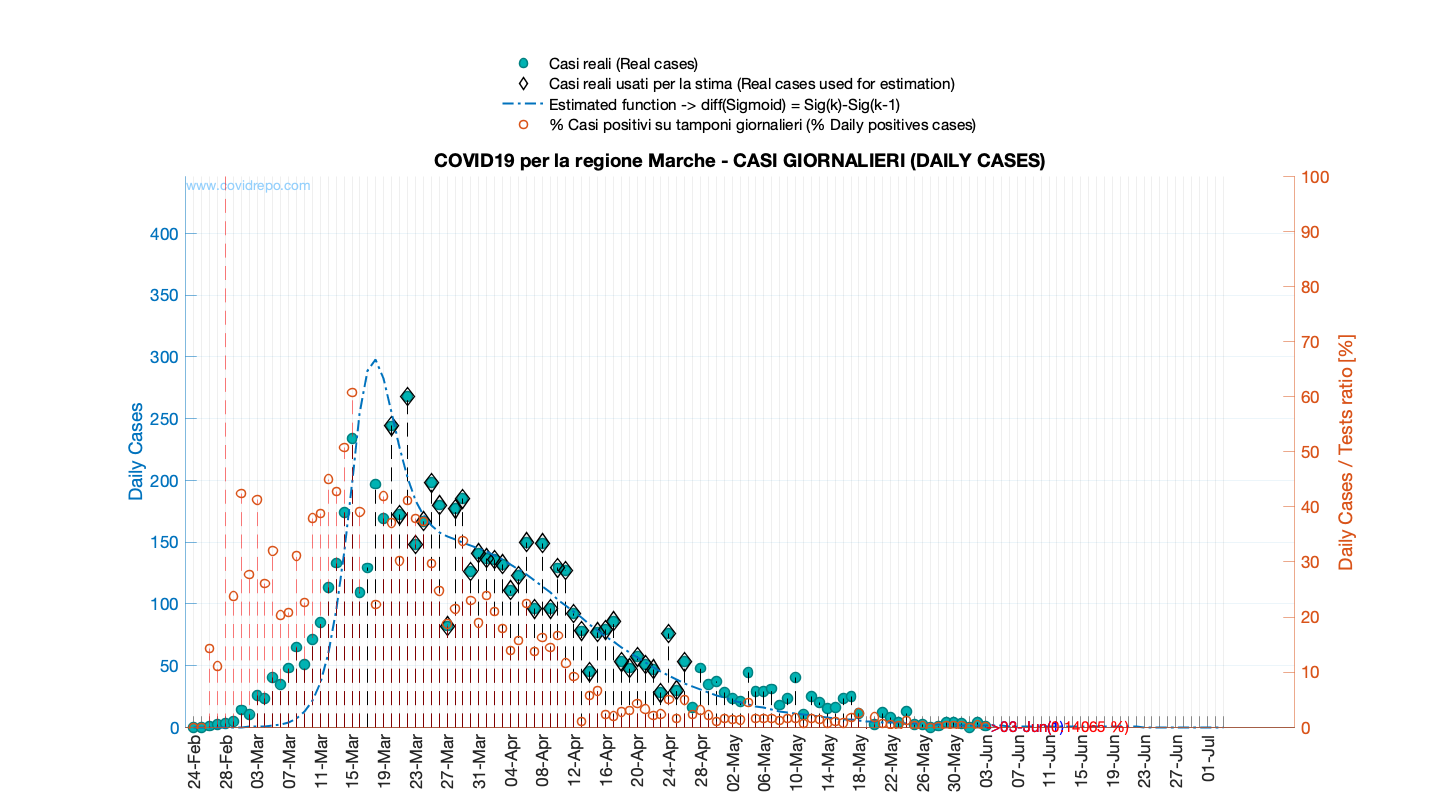 Casi reali (Real cases)
Casi reali usati per la stima (Real cases used for estimation)
Estimated function -> diff(Sigmoid) = Sig(k)-Sig(k-1)
% Casi positivi su tamponi giornalieri (% Daily positives cases)
COVID19 per la regione Marche - CASI GIORNALIERI (DAILY CASES)
www.covidrepo.com
Daily Cases
400
350
300
250
200
150
100
50
0
100
90
80
70
60
50
40
30
20
10
0
Daily Cases / Tests ratio [%]
24-Feb
28-Feb
03-Mar
07-Mar
11-Mar
15-Mar
19-Mar
23-Mar
27-Mar
31-Mar
04-Apr
08-Apr
12-Apr
16-Apr
20-Apr
24-Apr
28-Apr
02-May
06-May
10-May
14-May
18-May
22-May
26-May
30-May
03-Jun
07-Jun
11-Jun
15-Jun
19-Jun
23-Jun
27-Jun
01-Jul